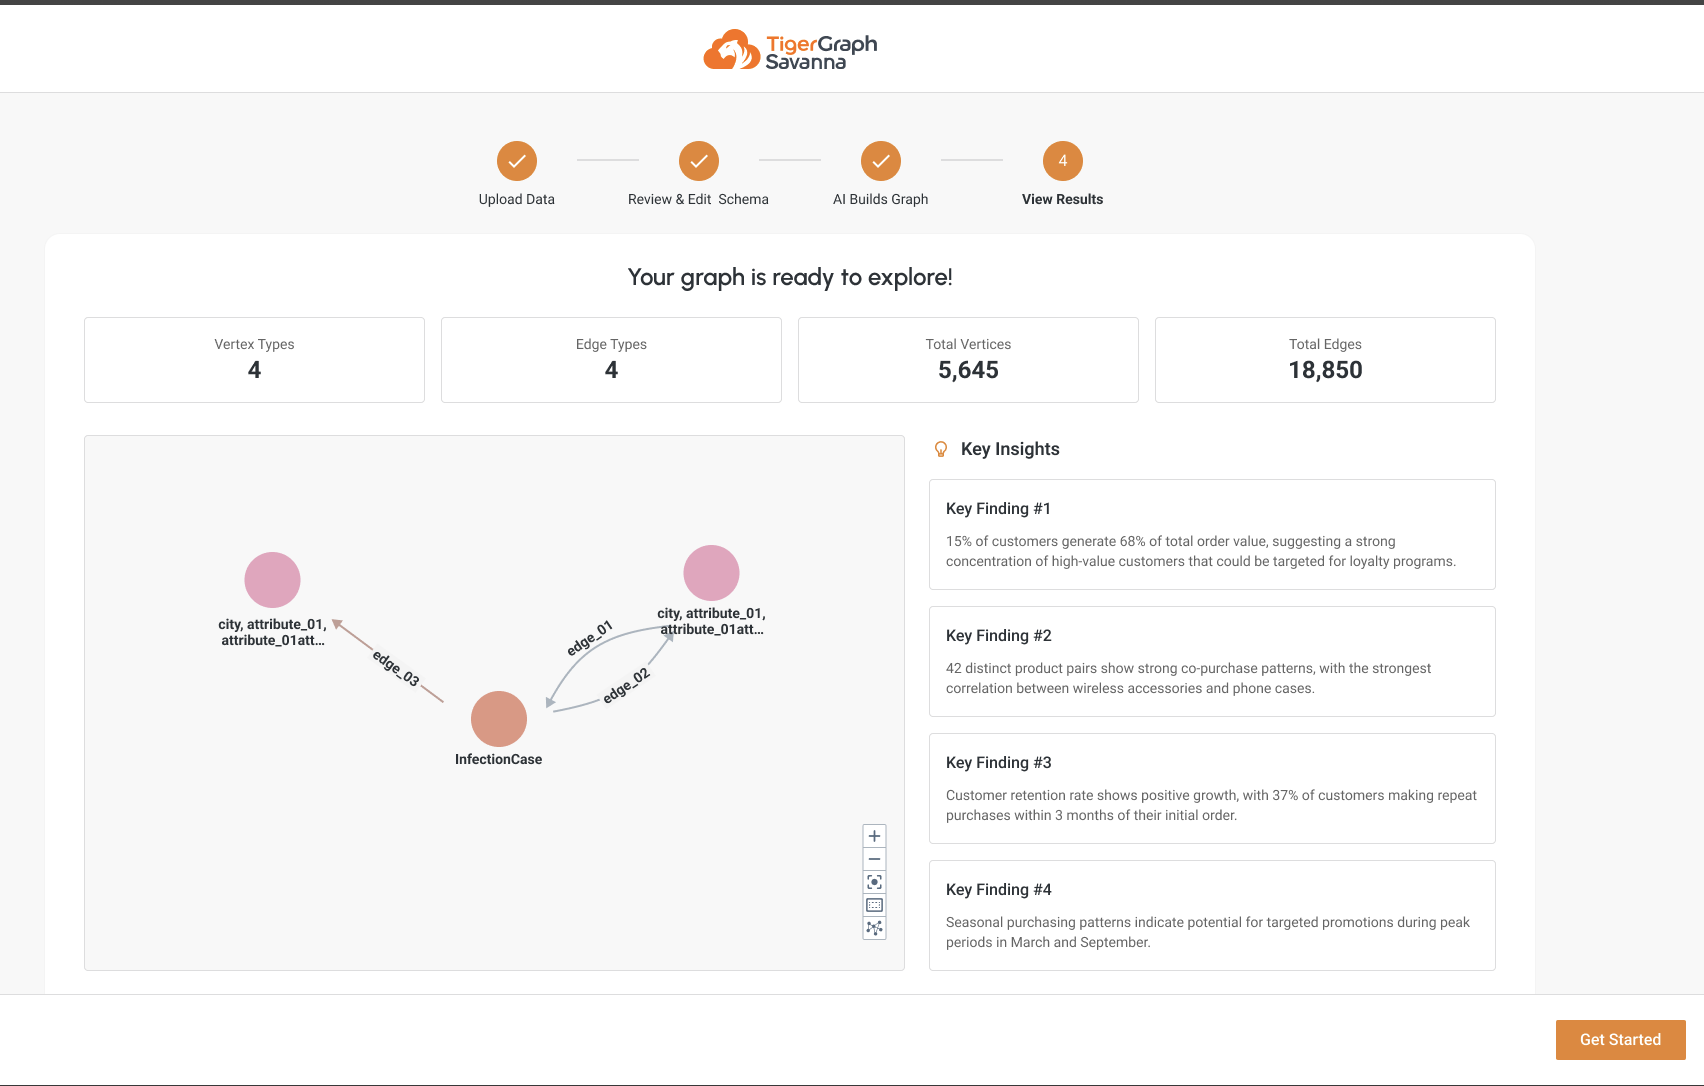 TigerGraph
Savanna
4
Upload Data
Review & Edit  Schema
AI Builds Graph
View Results
Your graph is ready to explore!
Vertex Types
4
Edge Types
4
Total Vertices
5,645
Total Edges
18,850
city, attribute_01,
attribute_01att...
edge_03
edge_01
edge_02
city, attribute_01,
attribute_01att...
InfectionCase
Key Insights
Key Finding #1
15% of customers generate 68% of total order value, suggesting a strong
concentration of high-value customers that could be targeted for loyalty programs.
Key Finding #2
42 distinct product pairs show strong co-purchase patterns, with the strongest
correlation between wireless accessories and phone cases.
Key Finding #3
Customer retention rate shows positive growth, with 37% of customers making repeat
purchases within 3 months of their initial order.
Key Finding #4
Seasonal purchasing patterns indicate potential for targeted promotions during peak
periods in March and September.
Get Started